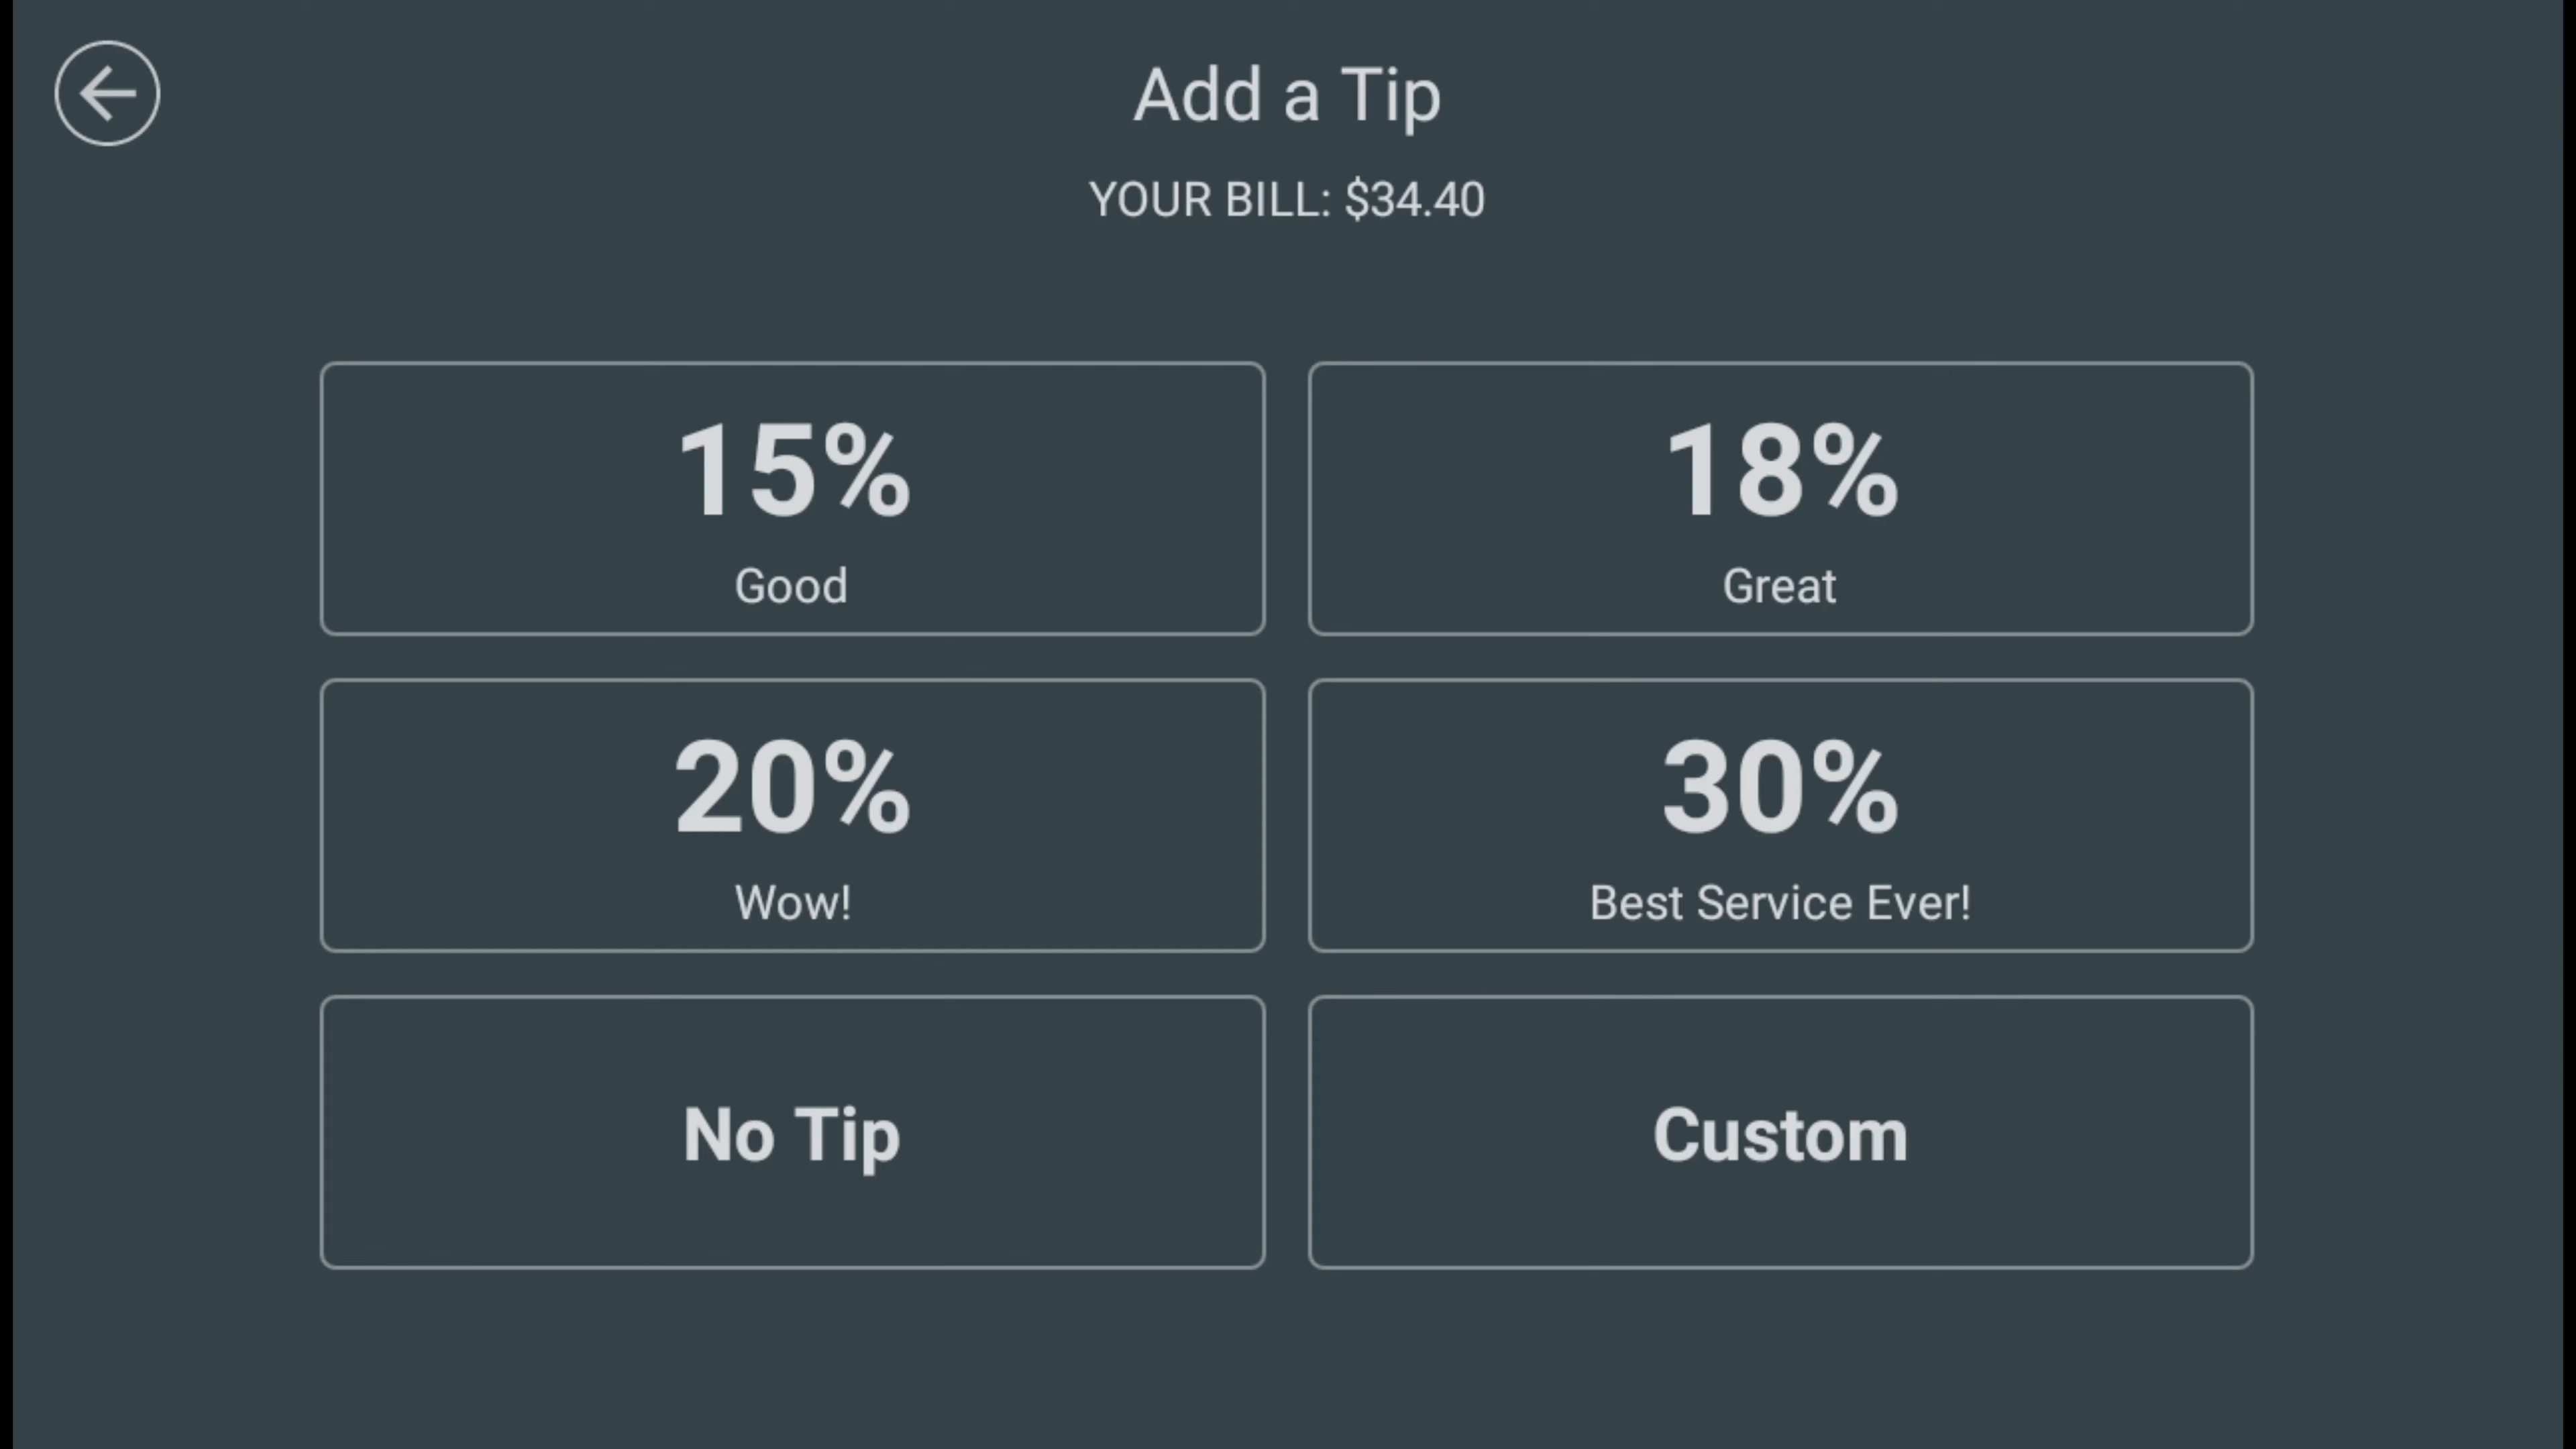 Add a Tip
YOUR BILL: $34.40
15%
Good
18%
Great
20%
Wow!
30%
Best Service Ever!
No Tip
Custom